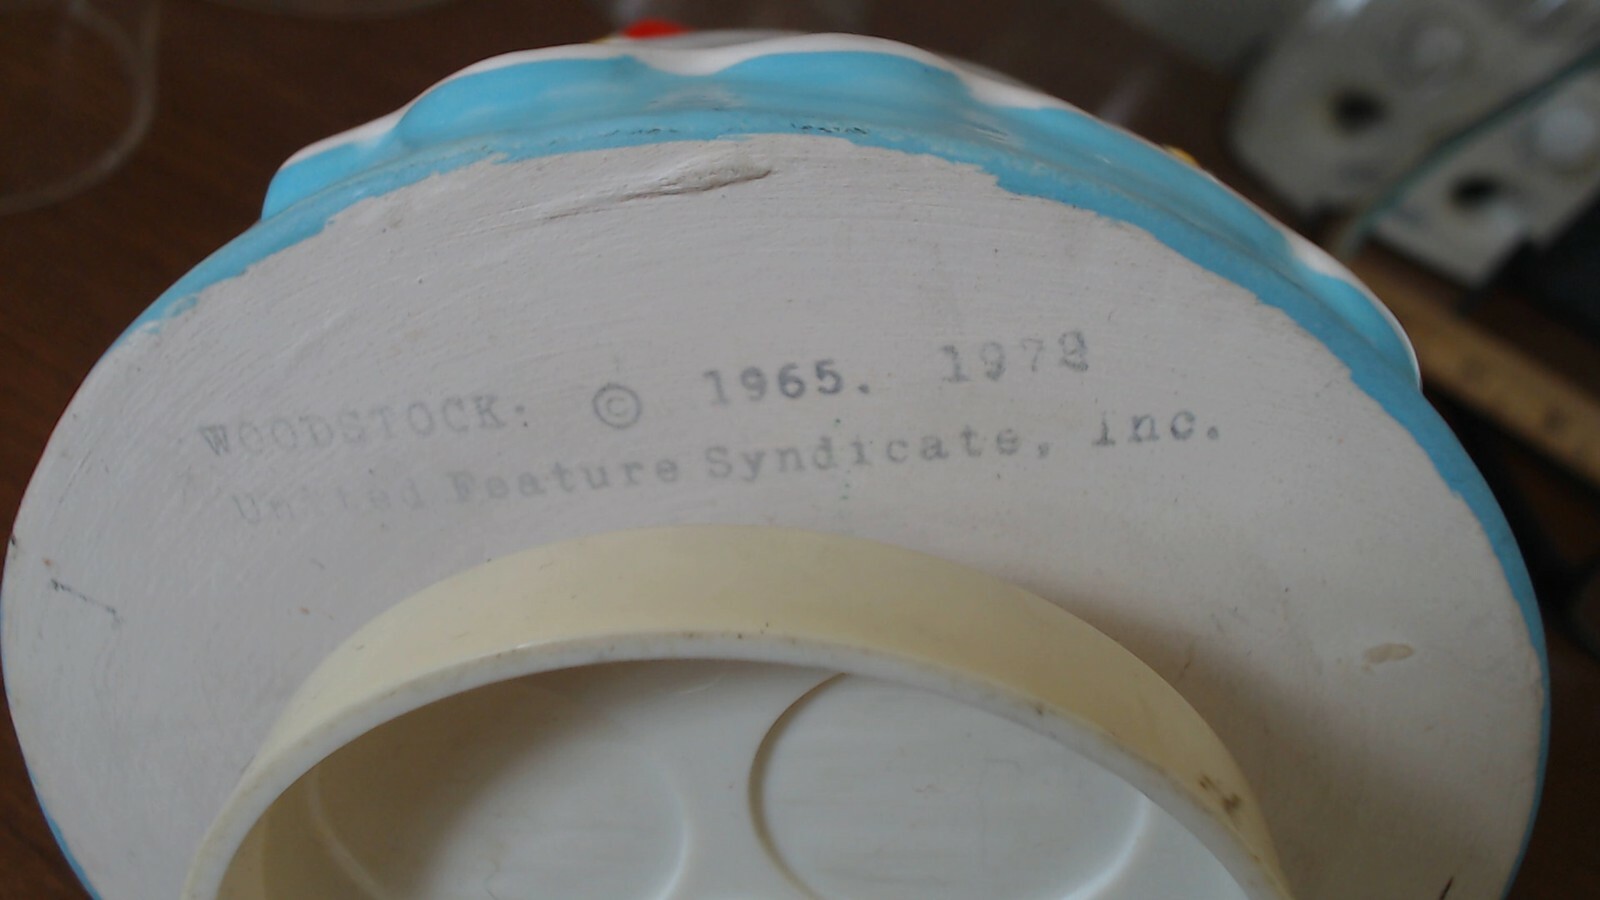 WOODSTOCK: © 1965. 1972
United Feature Syndicate, Inc.